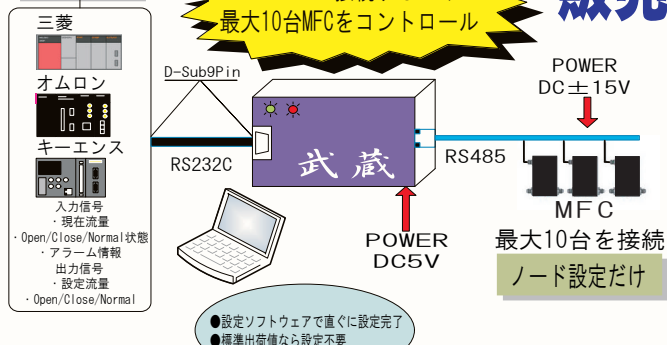 最大10台MFCをコントロール
販売
三菱
オムロン
キーエンス
入力信号
・現在流量
・Open/Close/Normal状態
・アラーム情報
出力信号
・設定流量
・Open/Close/Normal
D-Sub9Pin
RS232C
武蔵
RS485
POWER
DC5V
POWER
DC±15V
MFC
最大10台を接続
ノード設定だけ
●設定ソフトウェアで直ぐに設定完了
●標準出荷値なら設定不要